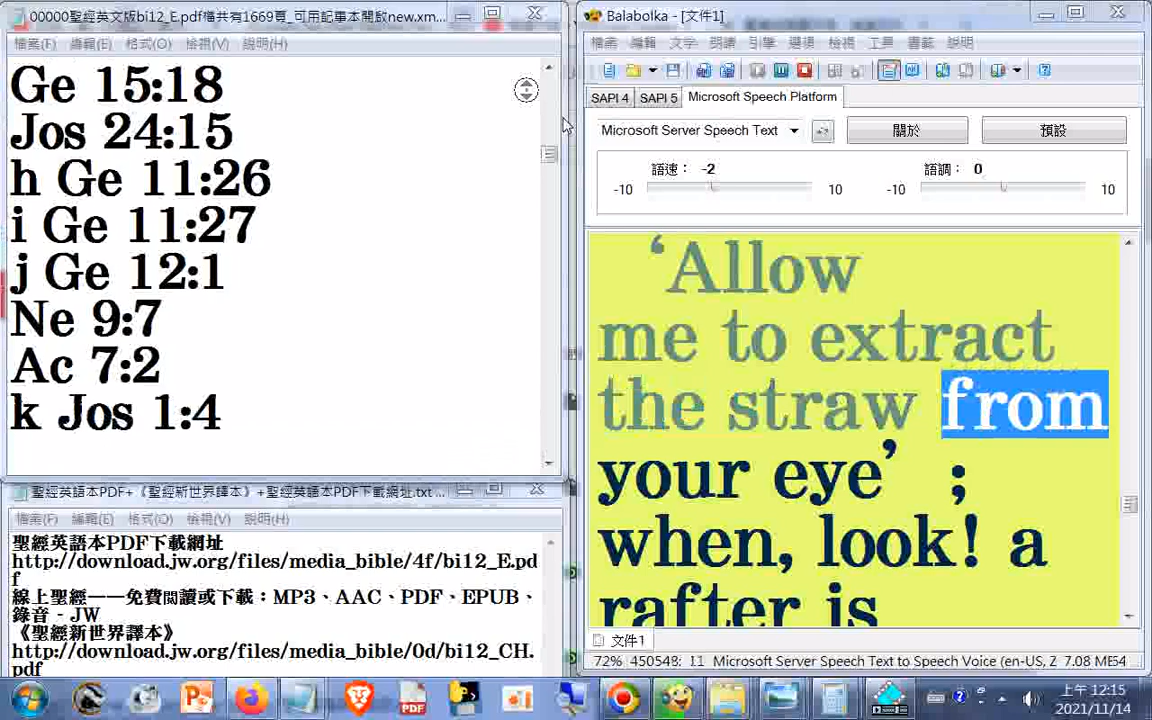 00000聖經英文版bi12_E.pdf檔共有1669頁_可用記事本開啟new.xm...
檔案(F) 編輯(E) 格式(O) 檢視(V) 說明(H)
Ge 15:18
Jos 24:15
h Ge 11:26
i Ge 11:27
j Ge 12:1
Ne 9:7
Ac 7:2
k Jos 1:4
聖經英語本PDF+《聖經新世界譯本》+聖經英語本PDF下載網址.txt ...
檔案(F) 編輯(E) 格式(O) 檢視(V) 說明(H)
聖經英語本PDF下載網址
http://download.jw.org/files/media_bible/4f/bi12_E.pd
f
線上聖經——免費閱讀或下載：MP3、AAC、PDF、EPUB、
錄音 - JW
《聖經新世界譯本》
http://download.jw.org/files/media_bible/0d/bi12_CH.
pdf
Balabolka - [文件1]
檔案 編輯 文字 朗讀 引擎 選項 檢視 工具 書籤 說明
SAPI 4 SAPI 5 Microsoft Speech Platform
Microsoft Server Speech Text 關於 預設
語速： -2 語調： 0
-10 10 -10 10
‘Allow
me to extract
the straw from
your eye’ ;
when, look! a
rafter is
文件1
72% 450548: 11 Microsoft Server Speech Text to Speech Voice (en-US, Z 7.08 ME54
上午 12:15
2021/11/14